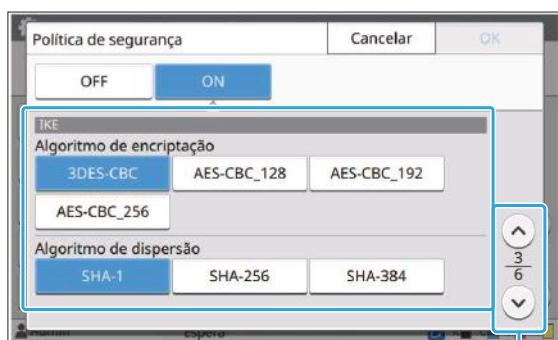 Política de segurança Cancelar OK
OFF ON
IKE
Algoritmo de encriptação
3DES-CBC AES-CBC_128 AES-CBC_192
AES-CBC_256
Algoritmo de dispersão
SHA-1 SHA-256 SHA-384
3
6
Admin Espera